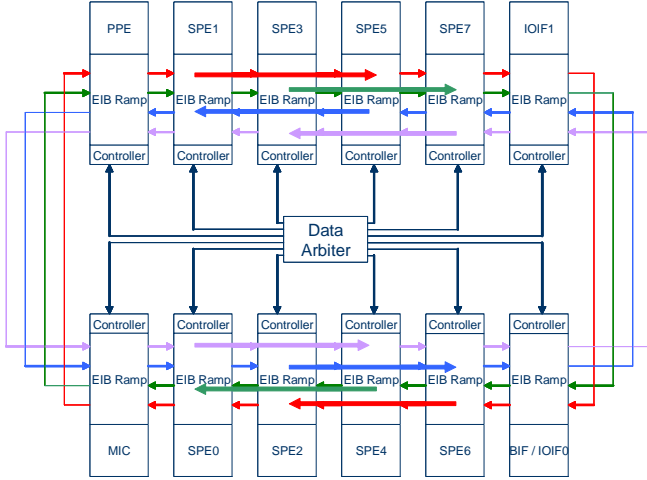 PPE SPE1 SPE3 SPE5 SPE7 IOIF1
EIB Ramp EIB Ramp EIB Ramp EIB Ramp EIB Ramp EIB Ramp
Controller Controller Controller Controller Controller Controller
Data
Arbiter
Controller Controller Controller Controller Controller Controller
EIB Ramp EIB Ramp EIB Ramp EIB Ramp EIB Ramp EIB Ramp
MIC SPE0 SPE2 SPE4 SPE6 BIF / IOIF0